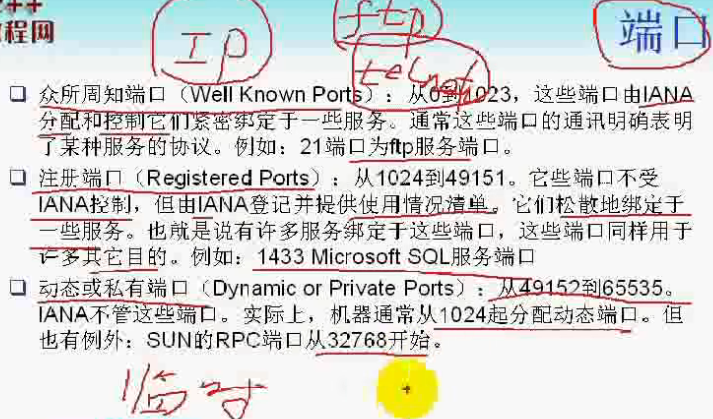 C++
教程网
IP
ftp
telnet
端口
众所周知端口（Well Known Ports）：从0到1023，这些端口由IANA
分配和控制它们紧密绑定于一些服务。通常这些端口的通讯明确表明
了某种服务的协议。例如：21端口为ftp服务端口。
注册端口（Registered Ports）：从1024到49151。它些端口不受
IANA控制，但由IANA登记并提供使用情况清单。它们松散地绑定于
一些服务。也就是说有许多服务绑定于这些端口，这些端口同样用于
许多其它目的。例如：1433 Microsoft SQL服务端口
动态或私有端口（Dynamic or Private Ports）：从49152到65535。
IANA不管这些端口。实际上，机器通常从1024起分配动态端口。但
也有例外：SUN的RPC端口从32768开始。
临时